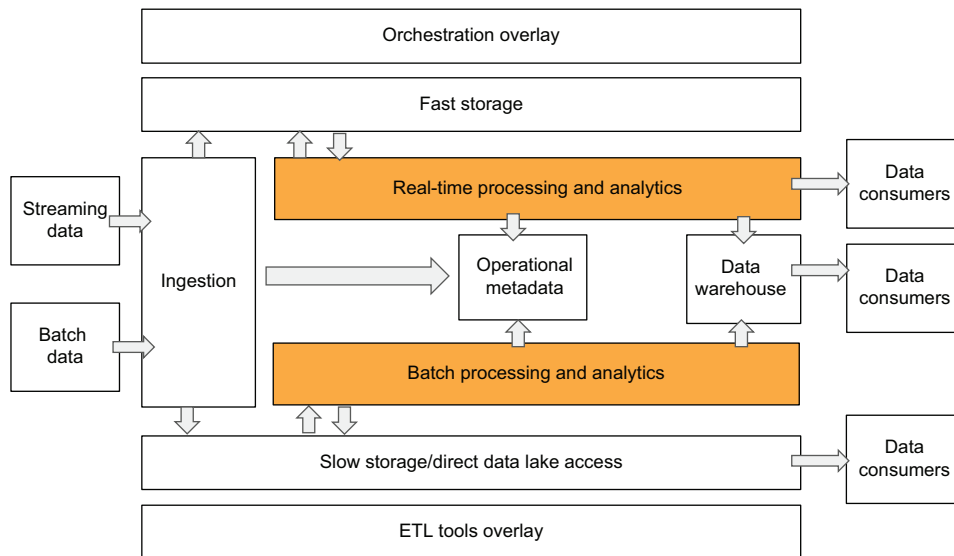 Orchestration overlay
Fast storage
Real-time processing and analytics
Data
consumers
Streaming
data
Ingestion
Operational
metadata
Data
warehouse
Data
consumers
Batch
data
Batch processing and analytics
Slow storage/direct data lake access
Data
consumers
ETL tools overlay